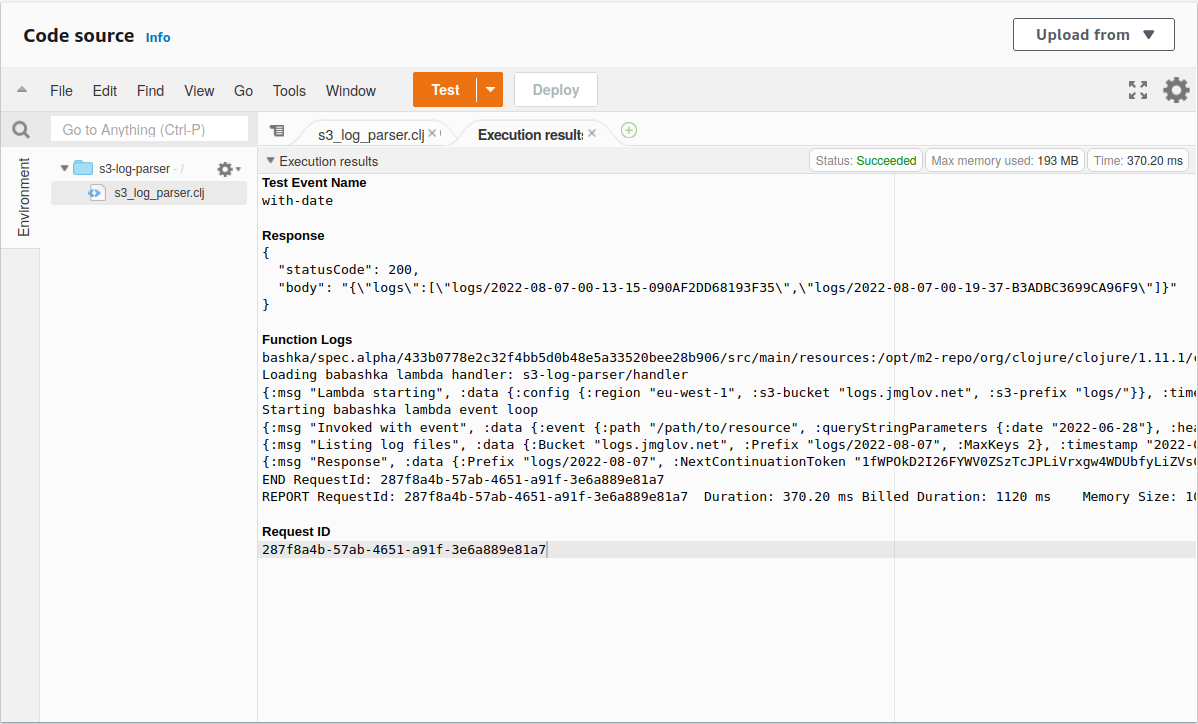 Code source Info
Upload from
File Edit Find View Go Tools Window Test Deploy
Go to Anything (Ctrl-P)
s3_log_parser.clj
Execution results
Environment
s3-log-parser - /
s3_log_parser.clj
Execution results
Status: Succeeded Max memory used: 193 MB Time: 370.20 ms
Test Event Name
with-date
Response
{
"statusCode": 200,
"body": "{\"logs\":[\"logs/2022-08-07-00-13-15-090AF2DD68193F35\",\"logs/2022-08-07-00-19-37-B3ADBC3699CA96F9\"]}"
}
Function Logs
bashka/spec.alpha/433b0778e2c32f4bb5d0b48e5a33520bee28b906/src/main/resources:/opt/m2-repo/org/clojure/clojure/1.11.1/c
Loading babashka lambda handler: s3-log-parser/handler
{:msg "Lambda starting", :data {:config {:region "eu-west-1", :s3-bucket "logs.jmglov.net", :s3-prefix "logs/"}}, :time
Starting babashka lambda event loop
{:msg "Invoked with event", :data {:event {:path "/path/to/resource", :queryStringParameters {:date "2022-06-28"}, :hea
{:msg "Listing log files", :data {:Bucket "logs.jmglov.net", :Prefix "logs/2022-08-07", :MaxKeys 2}, :timestamp "2022-0
{:msg "Response", :data {:Prefix "logs/2022-08-07", :NextContinuationToken "1fWPOkD2I26FYWV0ZSzTcJPLiVrxgw4WDUbfyLiZVs
END RequestId: 287f8a4b-57ab-4651-a91f-3e6a889e81a7
REPORT RequestId: 287f8a4b-57ab-4651-a91f-3e6a889e81a7 Duration: 370.20 ms Billed Duration: 1120 ms Memory Size: 10
Request ID
287f8a4b-57ab-4651-a91f-3e6a889e81a7